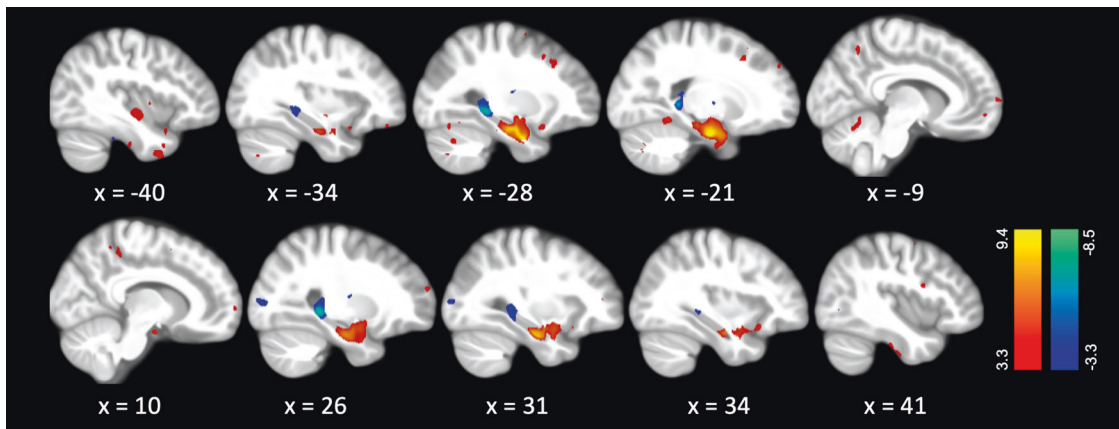 x = -40
x = -34
x = -28
x = -21
x = -9
x = 10
x = 26
x = 31
x = 34
x = 41
9.4
3.3
-8.5
-3.3